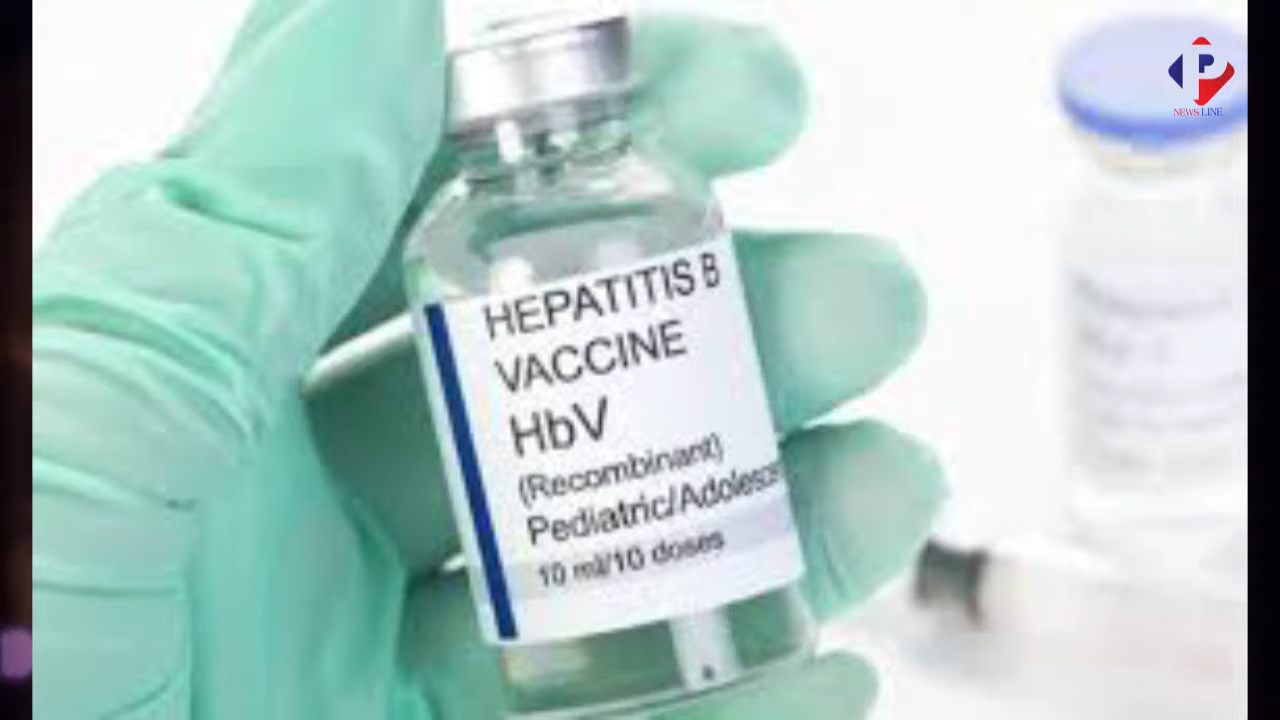 P
NEWS LINE
HEPATITIS B
VACCINE
HbV
(Recombinant)
Pediatric/Adolesc
10 ml/10 doses